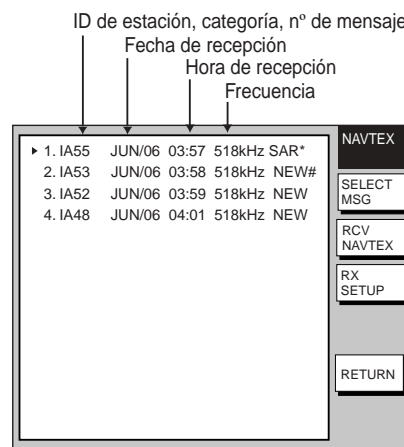 ID de estación, categoría, nº de mensaje
Fecha de recepción
Hora de recepción
Frecuencia
NAVTEX
▸ 1. IA55 JUN/06 03:57 518kHz SAR*
2. IA53 JUN/06 03:58 518kHz NEW#
3. IA52 JUN/06 03:59 518kHz NEW
4. IA48 JUN/06 04:01 518kHz NEW
SELECT
MSG
RCV
NAVTEX
RX
SETUP
RETURN